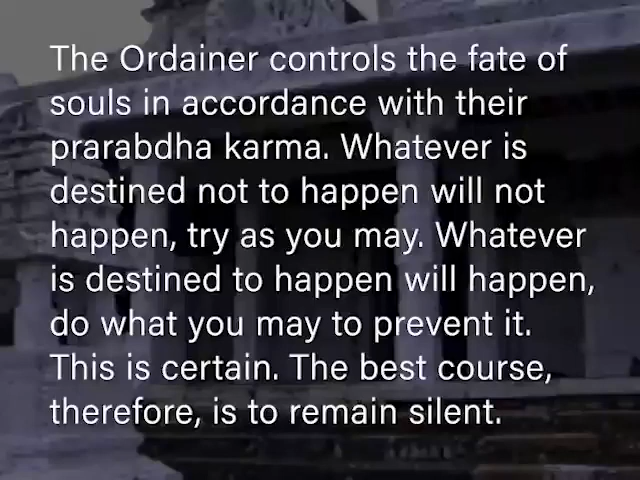 The Ordainer controls the fate of
souls in accordance with their
prarabdha karma. Whatever is
destined not to happen will not
happen, try as you may. Whatever
is destined to happen will happen,
do what you may to prevent it.
This is certain. The best course,
therefore, is to remain silent.